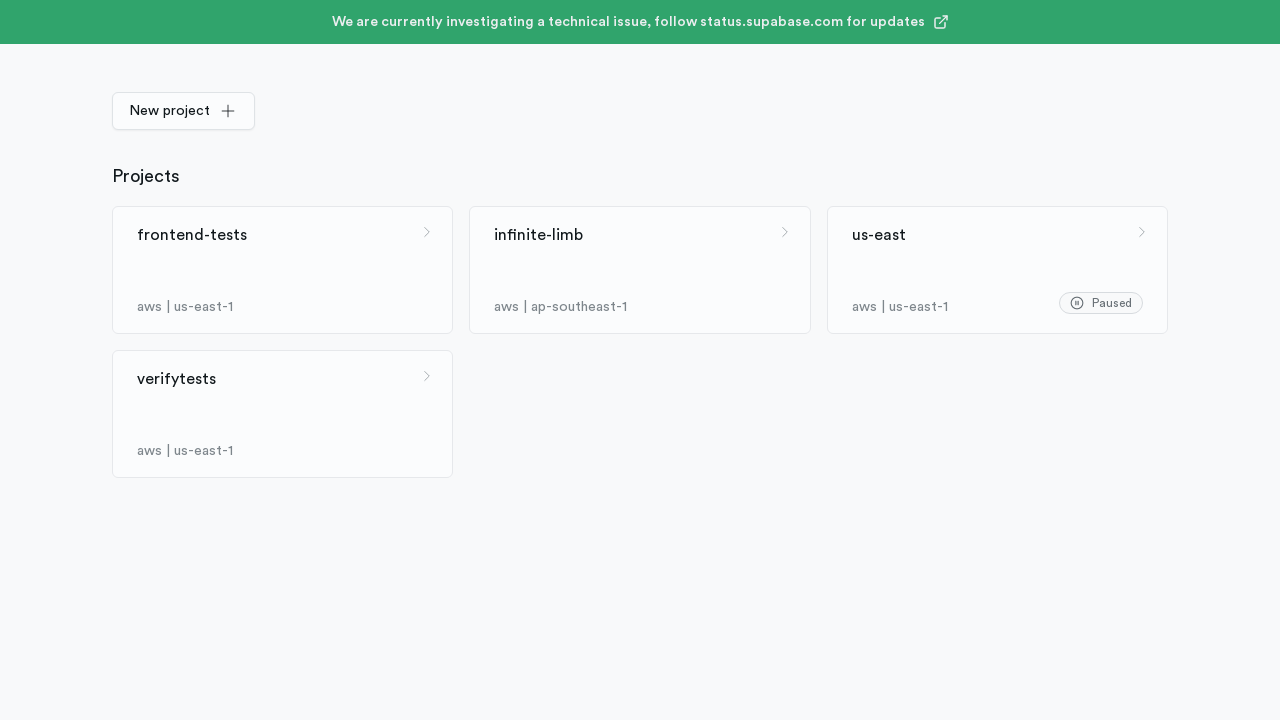 We are currently investigating a technical issue, follow status.supabase.com for updates
New project
Projects
frontend-tests
aws | us-east-1
infinite-limb
aws | ap-southeast-1
us-east
aws | us-east-1
Paused
verifytests
aws | us-east-1